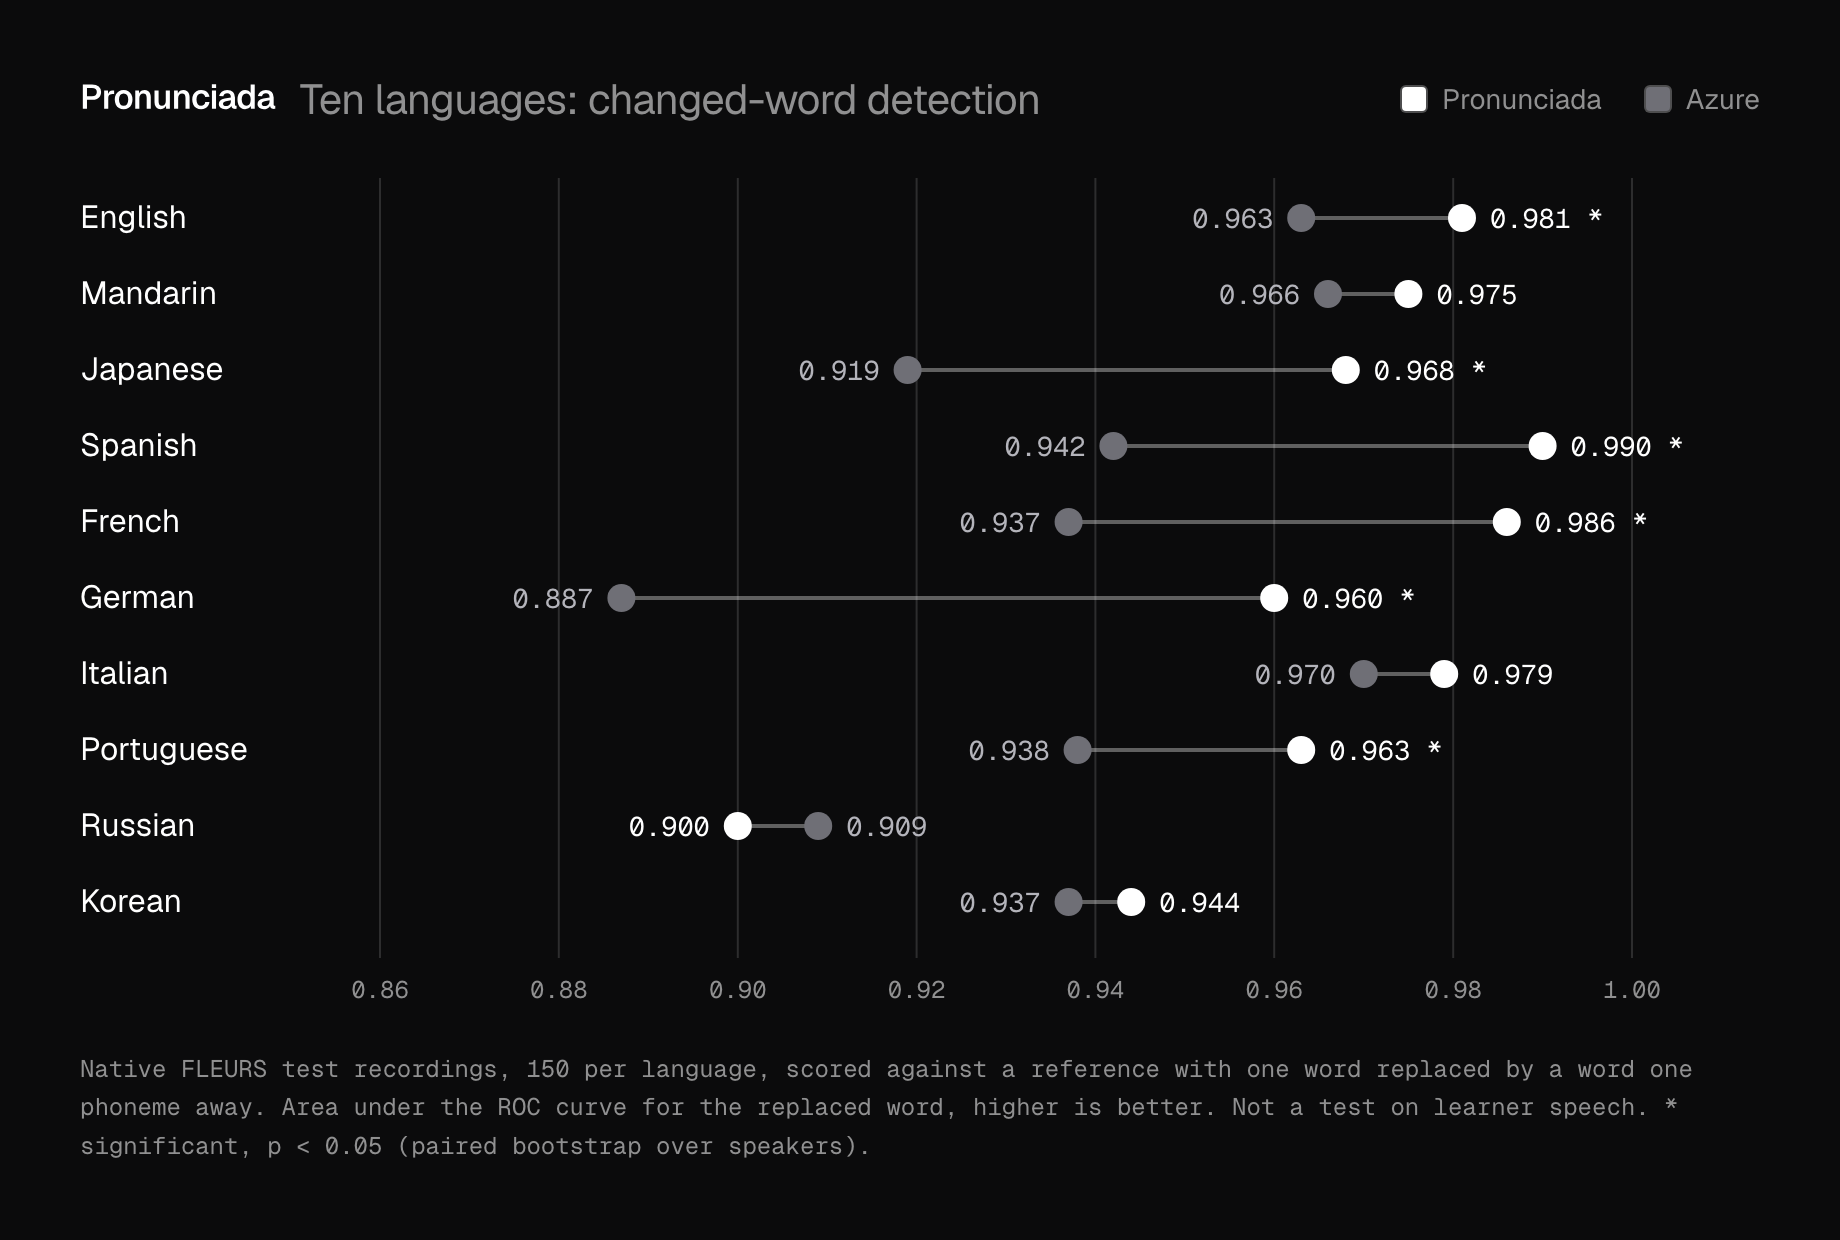 Pronunciada Ten languages: changed-word detection
Pronunciada Azure
English 0.963 0.981 *
Mandarin 0.966 0.975
Japanese 0.919 0.968 *
Spanish 0.942 0.990 *
French 0.937 0.986 *
German 0.887 0.960 *
Italian 0.970 0.979
Portuguese 0.938 0.963 *
Russian 0.900 0.909
Korean 0.937 0.944
0.86 0.88 0.90 0.92 0.94 0.96 0.98 1.00
Native FLEURS test recordings, 150 per language, scored against a reference with one word replaced by a word one
phoneme away. Area under the ROC curve for the replaced word, higher is better. Not a test on learner speech. *
significant, p < 0.05 (paired bootstrap over speakers).